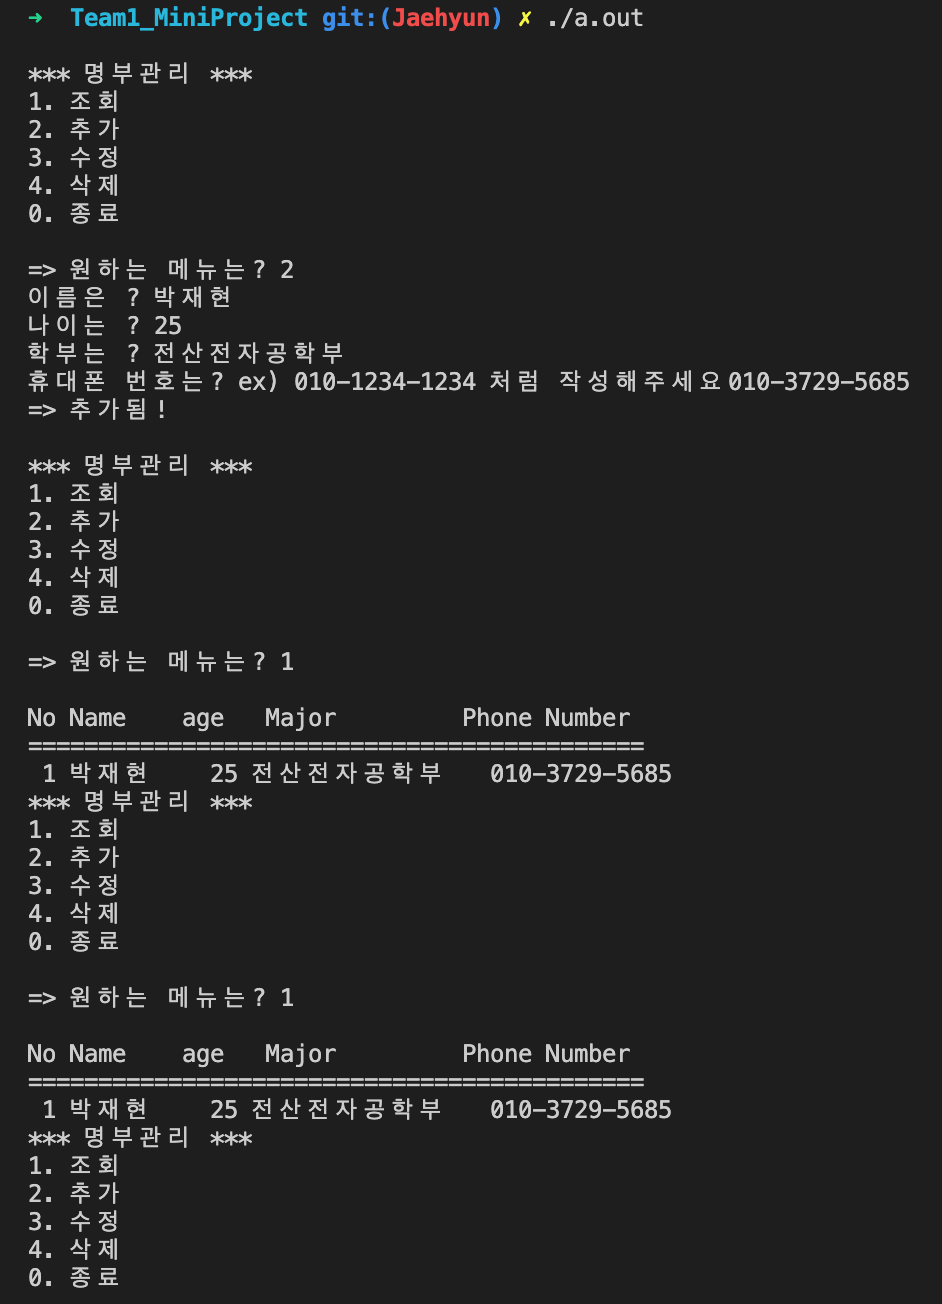 ➜  Team1_MiniProject git:(Jaehyun) ✗ ./a.out
*** 명부관리 ***
1. 조회
2. 추가
3. 수정
4. 삭제
0. 종료
=> 원하는 메뉴는? 2
이름은 ? 박재현
나이는 ? 25
학부는 ? 전산전자공학부
휴대폰 번호는? ex) 010-1234-1234 처럼 작성해주세요010-3729-5685
=> 추가됨!
*** 명부관리 ***
1. 조회
2. 추가
3. 수정
4. 삭제
0. 종료
=> 원하는 메뉴는? 1
No Name    age   Major         Phone Number
============================================
 1 박재현    25 전산전자공학부   010-3729-5685
*** 명부관리 ***
1. 조회
2. 추가
3. 수정
4. 삭제
0. 종료
=> 원하는 메뉴는? 1
No Name    age   Major         Phone Number
============================================
 1 박재현    25 전산전자공학부   010-3729-5685
*** 명부관리 ***
1. 조회
2. 추가
3. 수정
4. 삭제
0. 종료